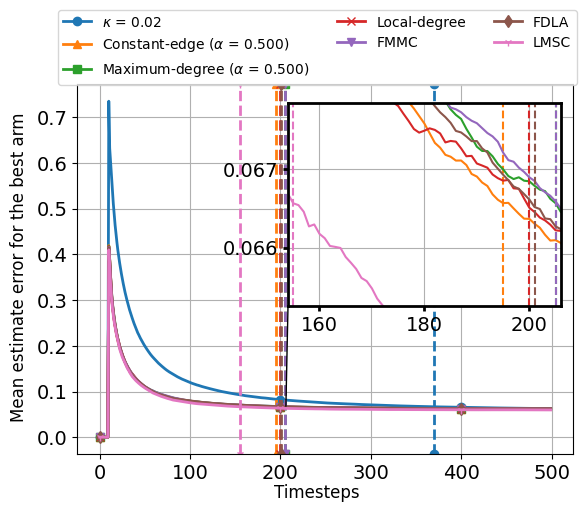 κ = 0.02
Constant-edge (α = 0.500)
Maximum-degree (α = 0.500)
Local-degree
FMMC
FDLA
LMSC
Mean estimate error for the best arm
0.7
0.6
0.5
0.4
0.3
0.2
0.1
0.0
0.067
0.066
160 180 200
0 100 200 300 400 500
Timesteps